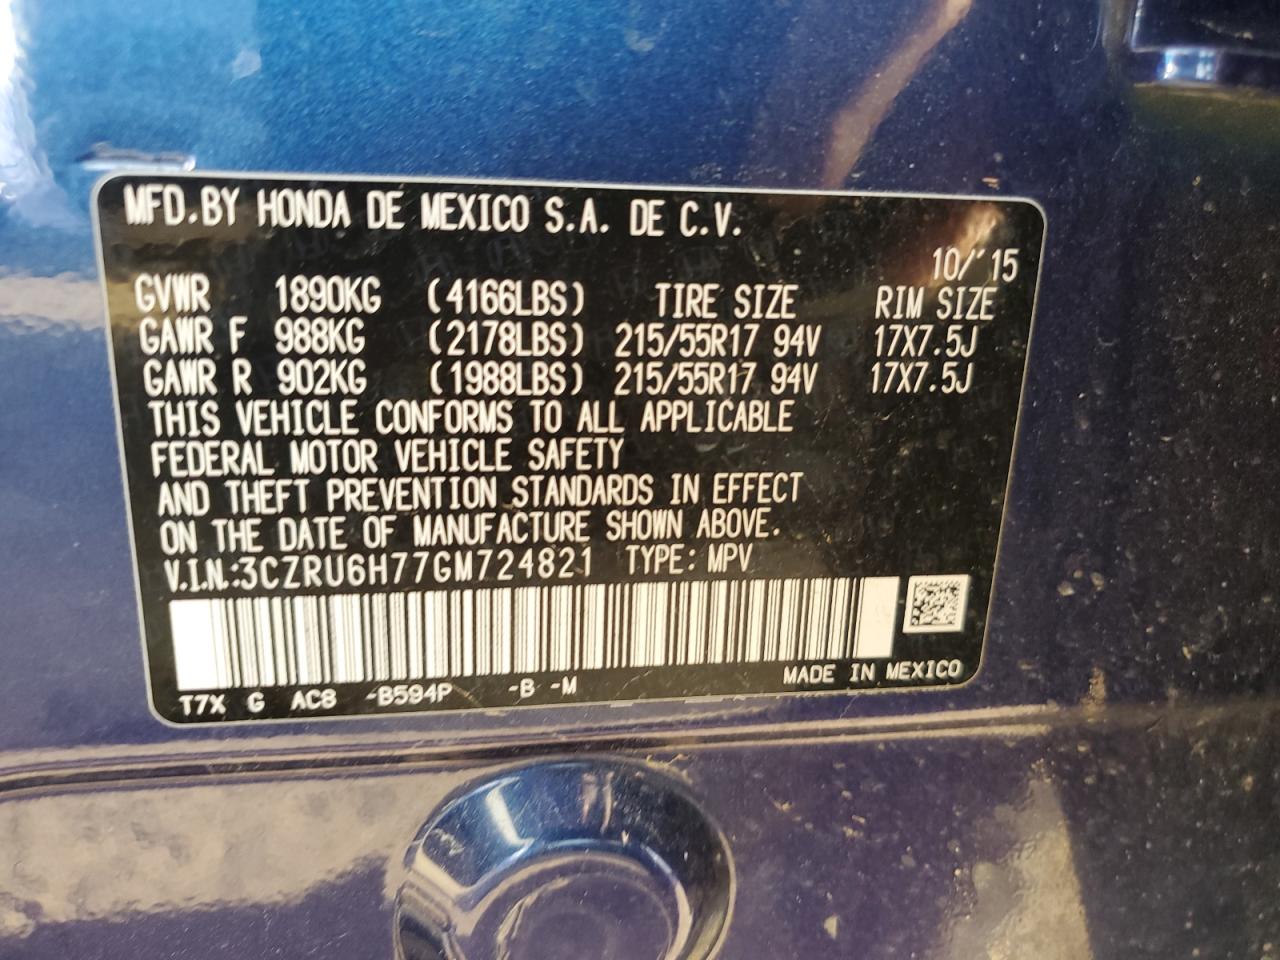 MFD.BY HONDA DE MEXICO S.A. DE C.V.
10/'15
GVWR 1890KG (4166LBS) TIRE SIZE RIM SIZE
GAWR F 988KG (2178LBS) 215/55R17 94V 17X7.5J
GAWR R 902KG (1988LBS) 215/55R17 94V 17X7.5J
THIS VEHICLE CONFORMS TO ALL APPLICABLE
FEDERAL MOTOR VEHICLE SAFETY
AND THEFT PREVENTION STANDARDS IN EFFECT
ON THE DATE OF MANUFACTURE SHOWN ABOVE.
V.I.N.:3CZRU6H77GM724821 TYPE: MPV
MADE IN MEXICO
T7X G AC8 -B594P -B -M